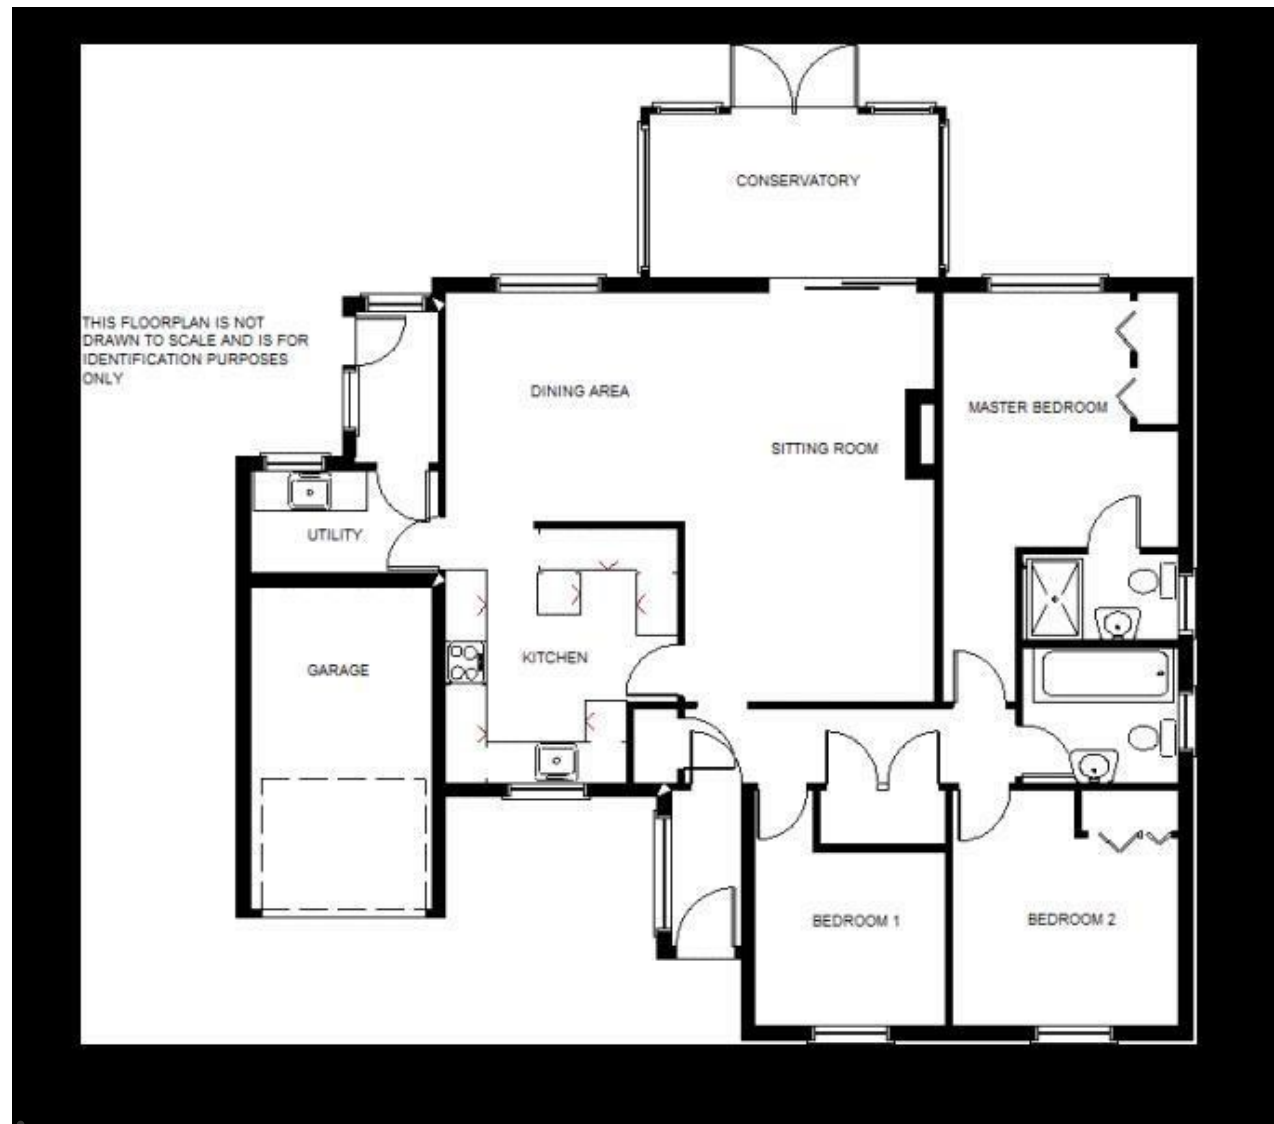 CONSERVATORY
THIS FLOORPLAN IS NOT
DRAWN TO SCALE AND IS FOR
IDENTIFICATION PURPOSES
ONLY
DINING AREA
MASTER BEDROOM
SITTING ROOM
UTILITY
KITCHEN
GARAGE
BEDROOM 1
BEDROOM 2